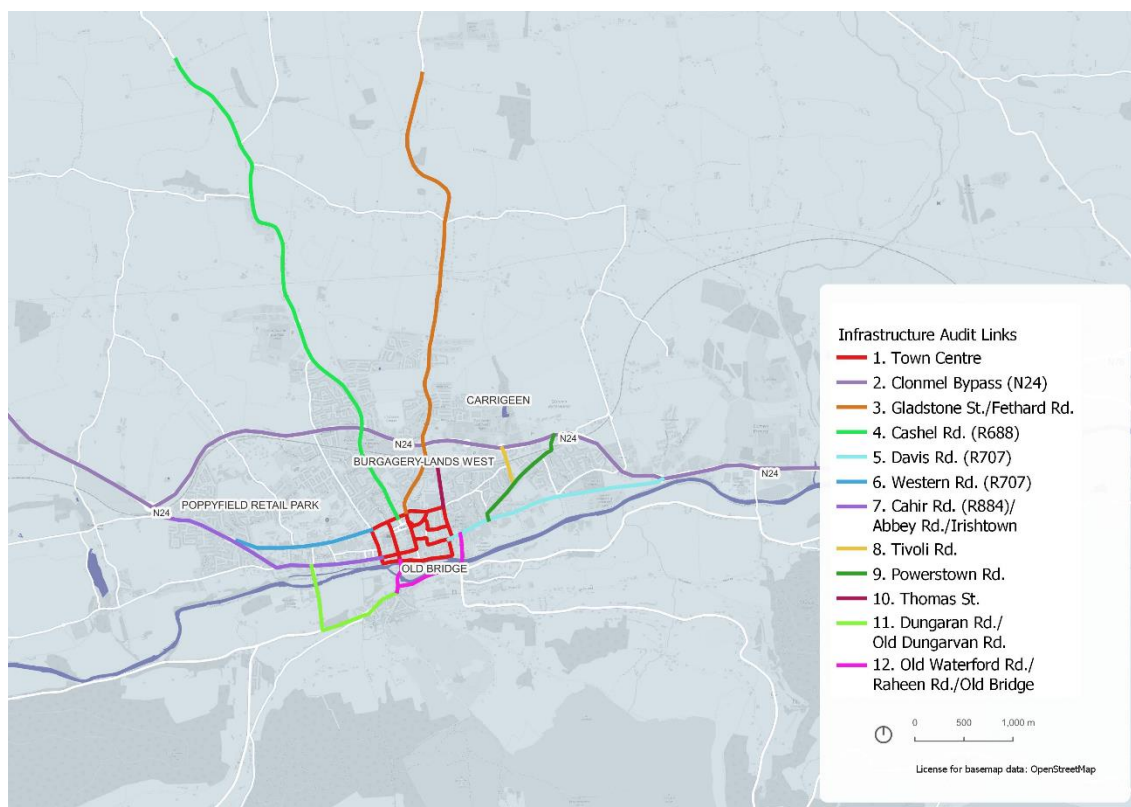 CARRIGEEN
N24
N24
BURGAGERY-LANDS WEST
N24
POPPYFIELD RETAIL PARK
N24
OLD BRIDGE
Infrastructure Audit Links
1. Town Centre
2. Clonmel Bypass (N24)
3. Gladstone St./Fethard Rd.
4. Cashel Rd. (R688)
5. Davis Rd. (R707)
6. Western Rd. (R707)
7. Cahir Rd. (R884)/
Abbey Rd./Irishtown
8. Tivoli Rd.
9. Powerstown Rd.
10. Thomas St.
11. Dungaran Rd./
Old Dungarvan Rd.
12. Old Waterford Rd./
Raheen Rd./Old Bridge
0 500 1,000 m
License for basemap data: OpenStreetMap